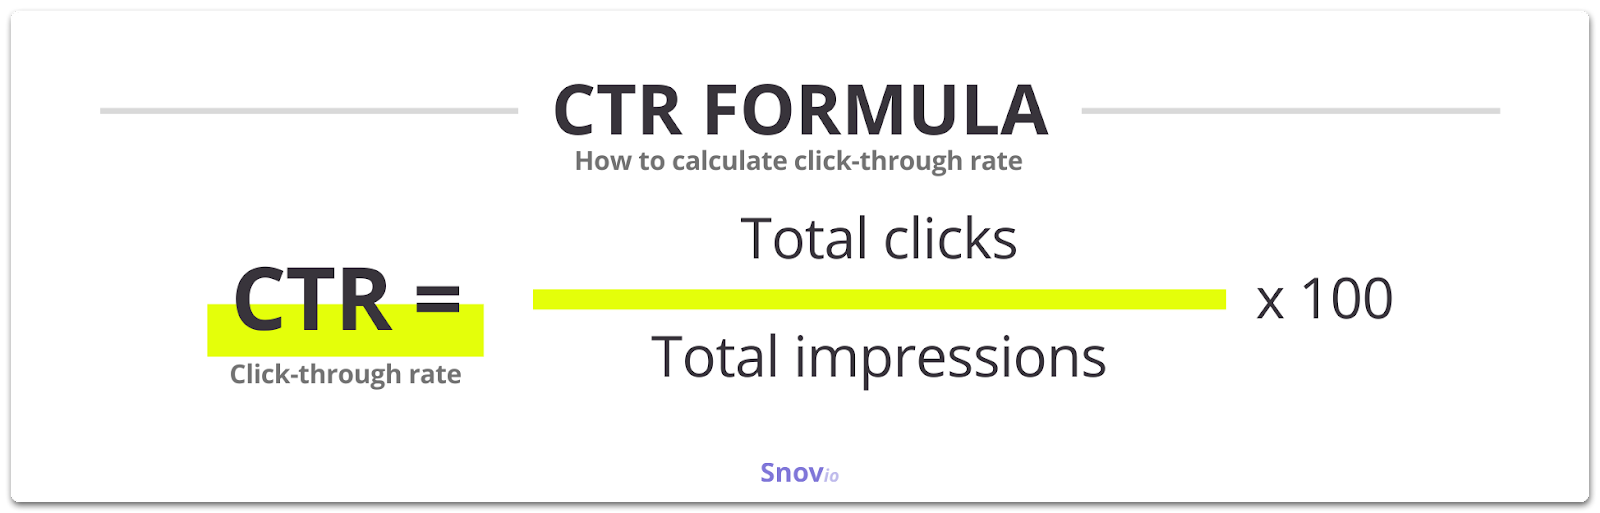 CTR FORMULA
How to calculate click-through rate
Total clicks
CTR =
x 100
Total impressions
Click-through rate
Snovio